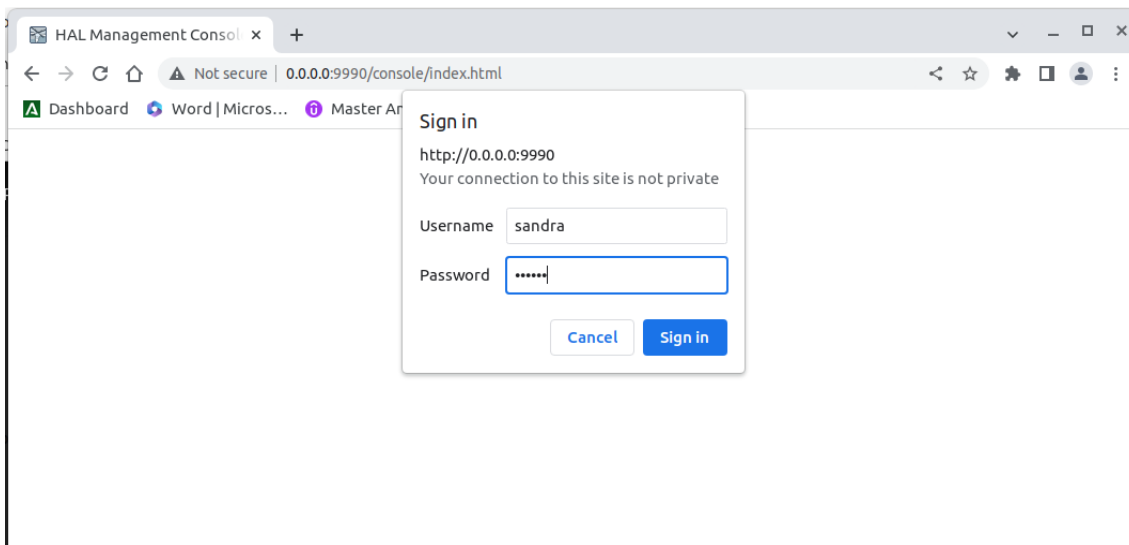 HAL Management Consol
Not secure 0.0.0.0:9990/console/index.html
Dashboard Word | Micros... Master Ar
Sign in
http://0.0.0.0:9990
Your connection to this site is not private
Username sandra
Password ••••••
Cancel Sign in